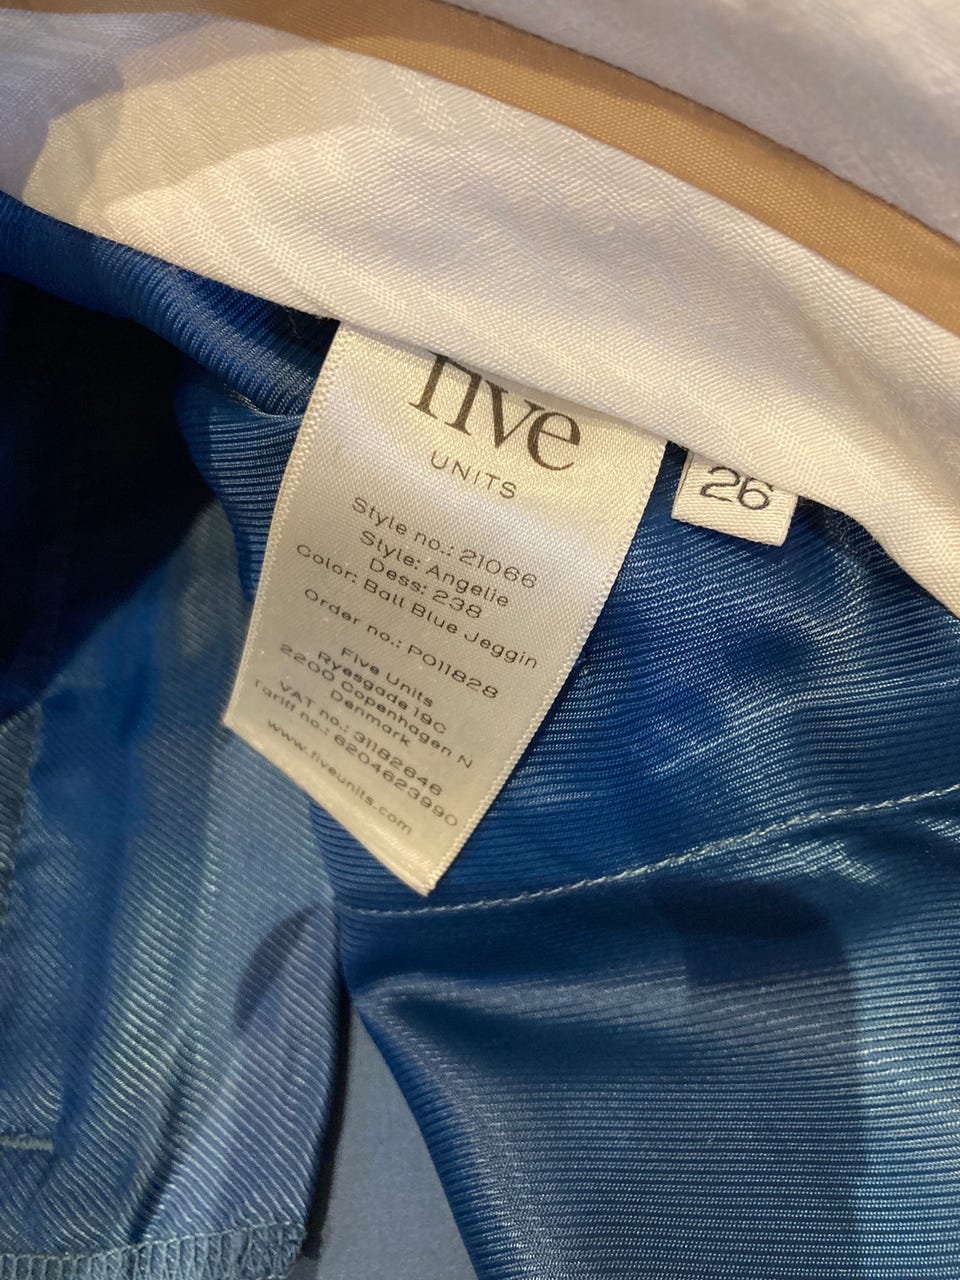 five
UNITS
26
Style no.: 21066
Style: Angelie
Dess: 238
Color: Ball Blue Jeggin
Order no.: PO11828
Five Units
Ryesgade 19C
2200 Copenhagen N
Denmark
VAT no.: 31182646
Tariff no.: 6204623990
www.fiveunits.com